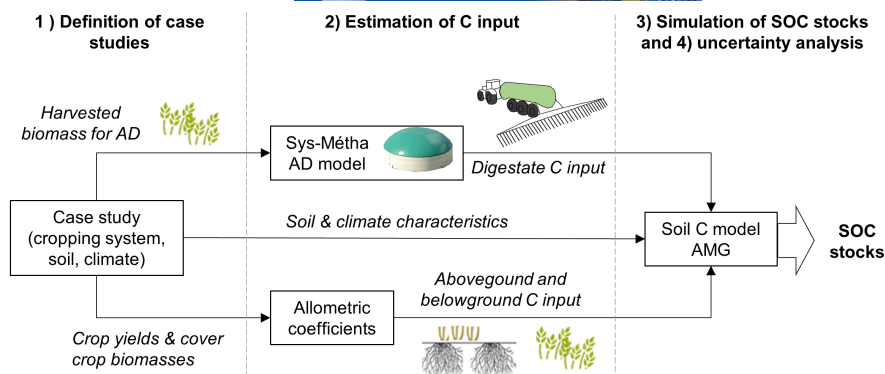 1 ) Definition of case
studies
2) Estimation of C input
3) Simulation of SOC stocks
and 4) uncertainty analysis
Harvested
biomass for AD
Sys-Métha
AD model
Digestate C input
Case study
(cropping system,
soil, climate)
Soil & climate characteristics
Soil C model
AMG
SOC
stocks
Abovegound and
belowground C input
Allometric
coefficients
Crop yields & cover
crop biomasses